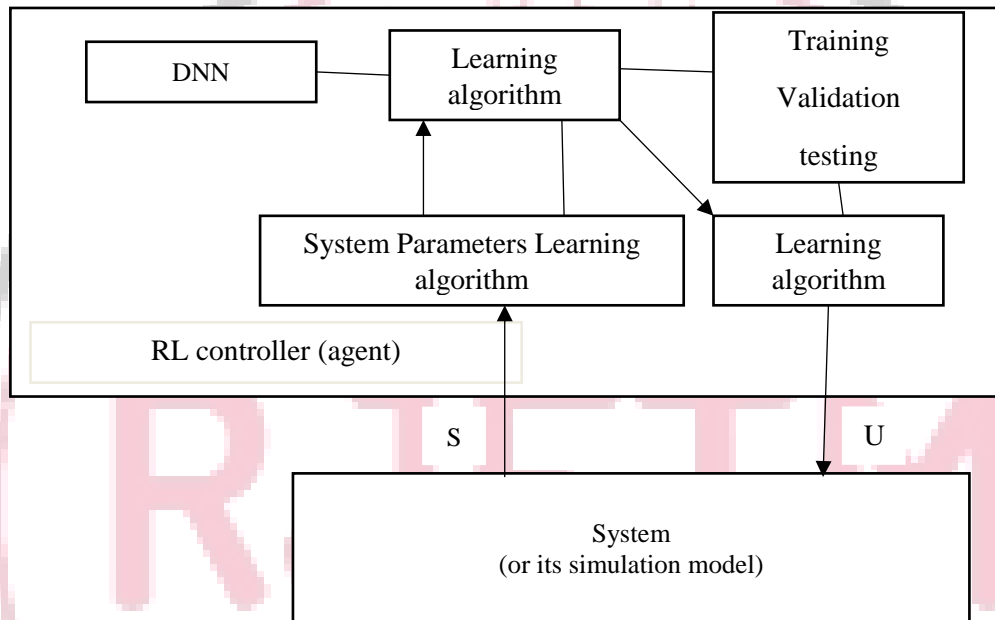 DNN
Learning
algorithm
Training
Validation
testing
System Parameters Learning
algorithm
Learning
algorithm
RL controller (agent)
S
U
System
(or its simulation model)